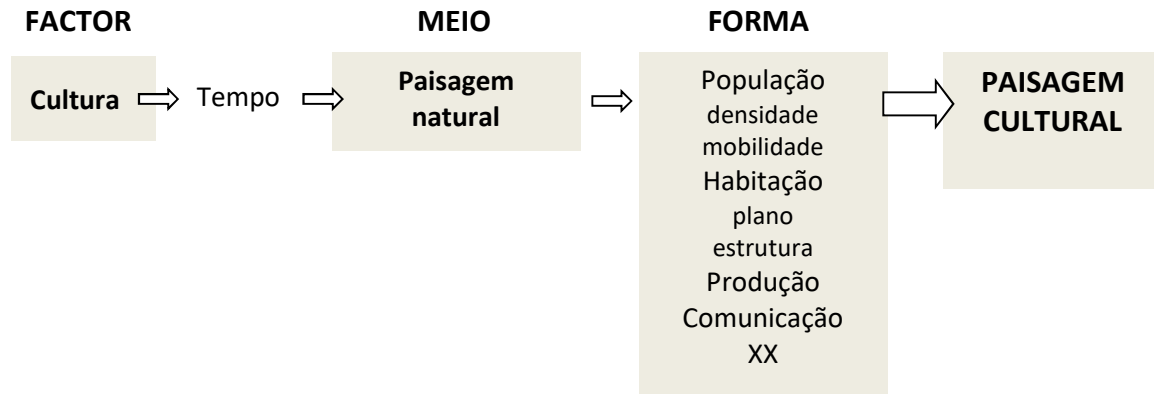 FACTOR
MEIO
FORMA
Cultura
Tempo
Paisagem
natural
População
densidade
mobilidade
Habitação
plano
estrutura
Produção
Comunicação
XX
PAISAGEM
CULTURAL